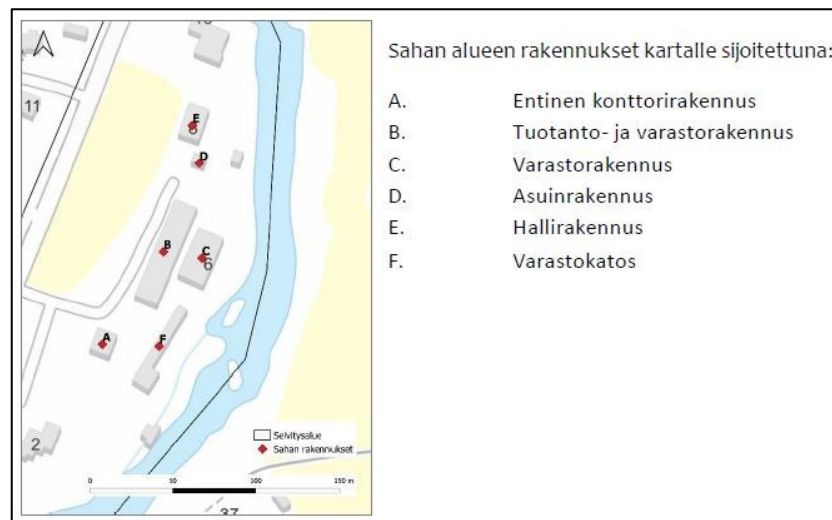 11
E
D
B
C
6
A
F
2
Selvitysalue
Sahan rakennukset
0 50 100 150 m
37
Sahan alueen rakennukset kartalle sijoitettuna:
A. Entinen konttorirakennus
B. Tuotanto- ja varastorakennus
C. Varastorakennus
D. Asuinrakennus
E. Hallirakennus
F. Varastokatos